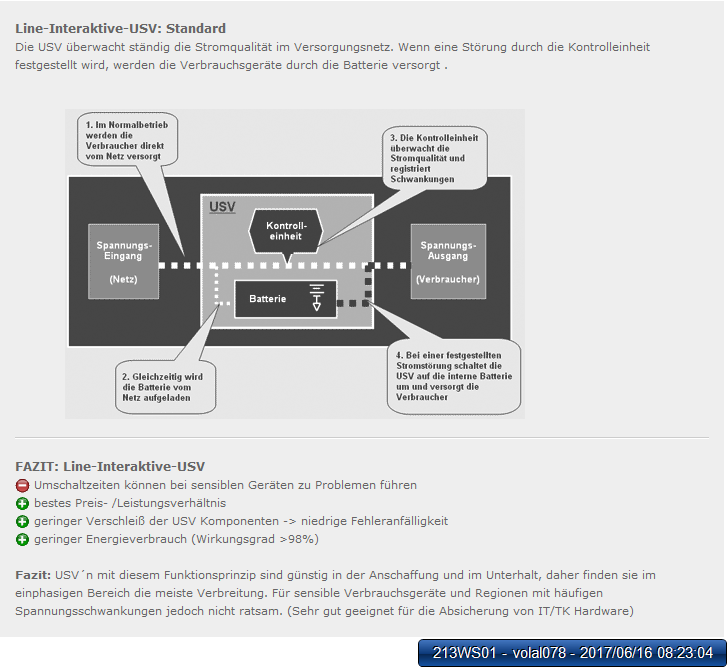 Line-Interaktive-USV: Standard
Die USV überwacht ständig die Stromqualität im Versorgungsnetz. Wenn eine Störung durch die Kontrolleinheit
festgestellt wird, werden die Verbrauchsgeräte durch die Batterie versorgt .
1. Im Normalbetrieb
werden die
Verbraucher direkt
vom Netz versorgt
3. Die Kontrolleinheit
überwacht die
Stromqualität und
registriert
Schwankungen
USV
Kontroll-
einheit
Spannungs-
Eingang
(Netz)
Spannungs-
Ausgang
(Verbraucher)
Batterie
2. Gleichzeitig wird
die Batterie vom
Netz aufgeladen
4. Bei einer festgestellten
Stromstörung schaltet die
USV auf die interne Batterie
um und versorgt die
Verbraucher
FAZIT: Line-Interaktive-USV
Umschaltzeiten können bei sensiblen Geräten zu Problemen führen
bestes Preis- /Leistungsverhältnis
geringer Verschleiß der USV Komponenten -> niedrige Fehleranfälligkeit
geringer Energieverbrauch (Wirkungsgrad >98%)
Fazit: USV´n mit diesem Funktionsprinzip sind günstig in der Anschaffung und im Unterhalt, daher finden sie im
einphasigen Bereich die meiste Verbreitung. Für sensible Verbrauchsgeräte und Regionen mit häufigen
Spannungsschwankungen jedoch nicht ratsam. (Sehr gut geeignet für die Absicherung von IT/TK Hardware)
213WS01 - volal078 - 2017/06/16 08:23:04